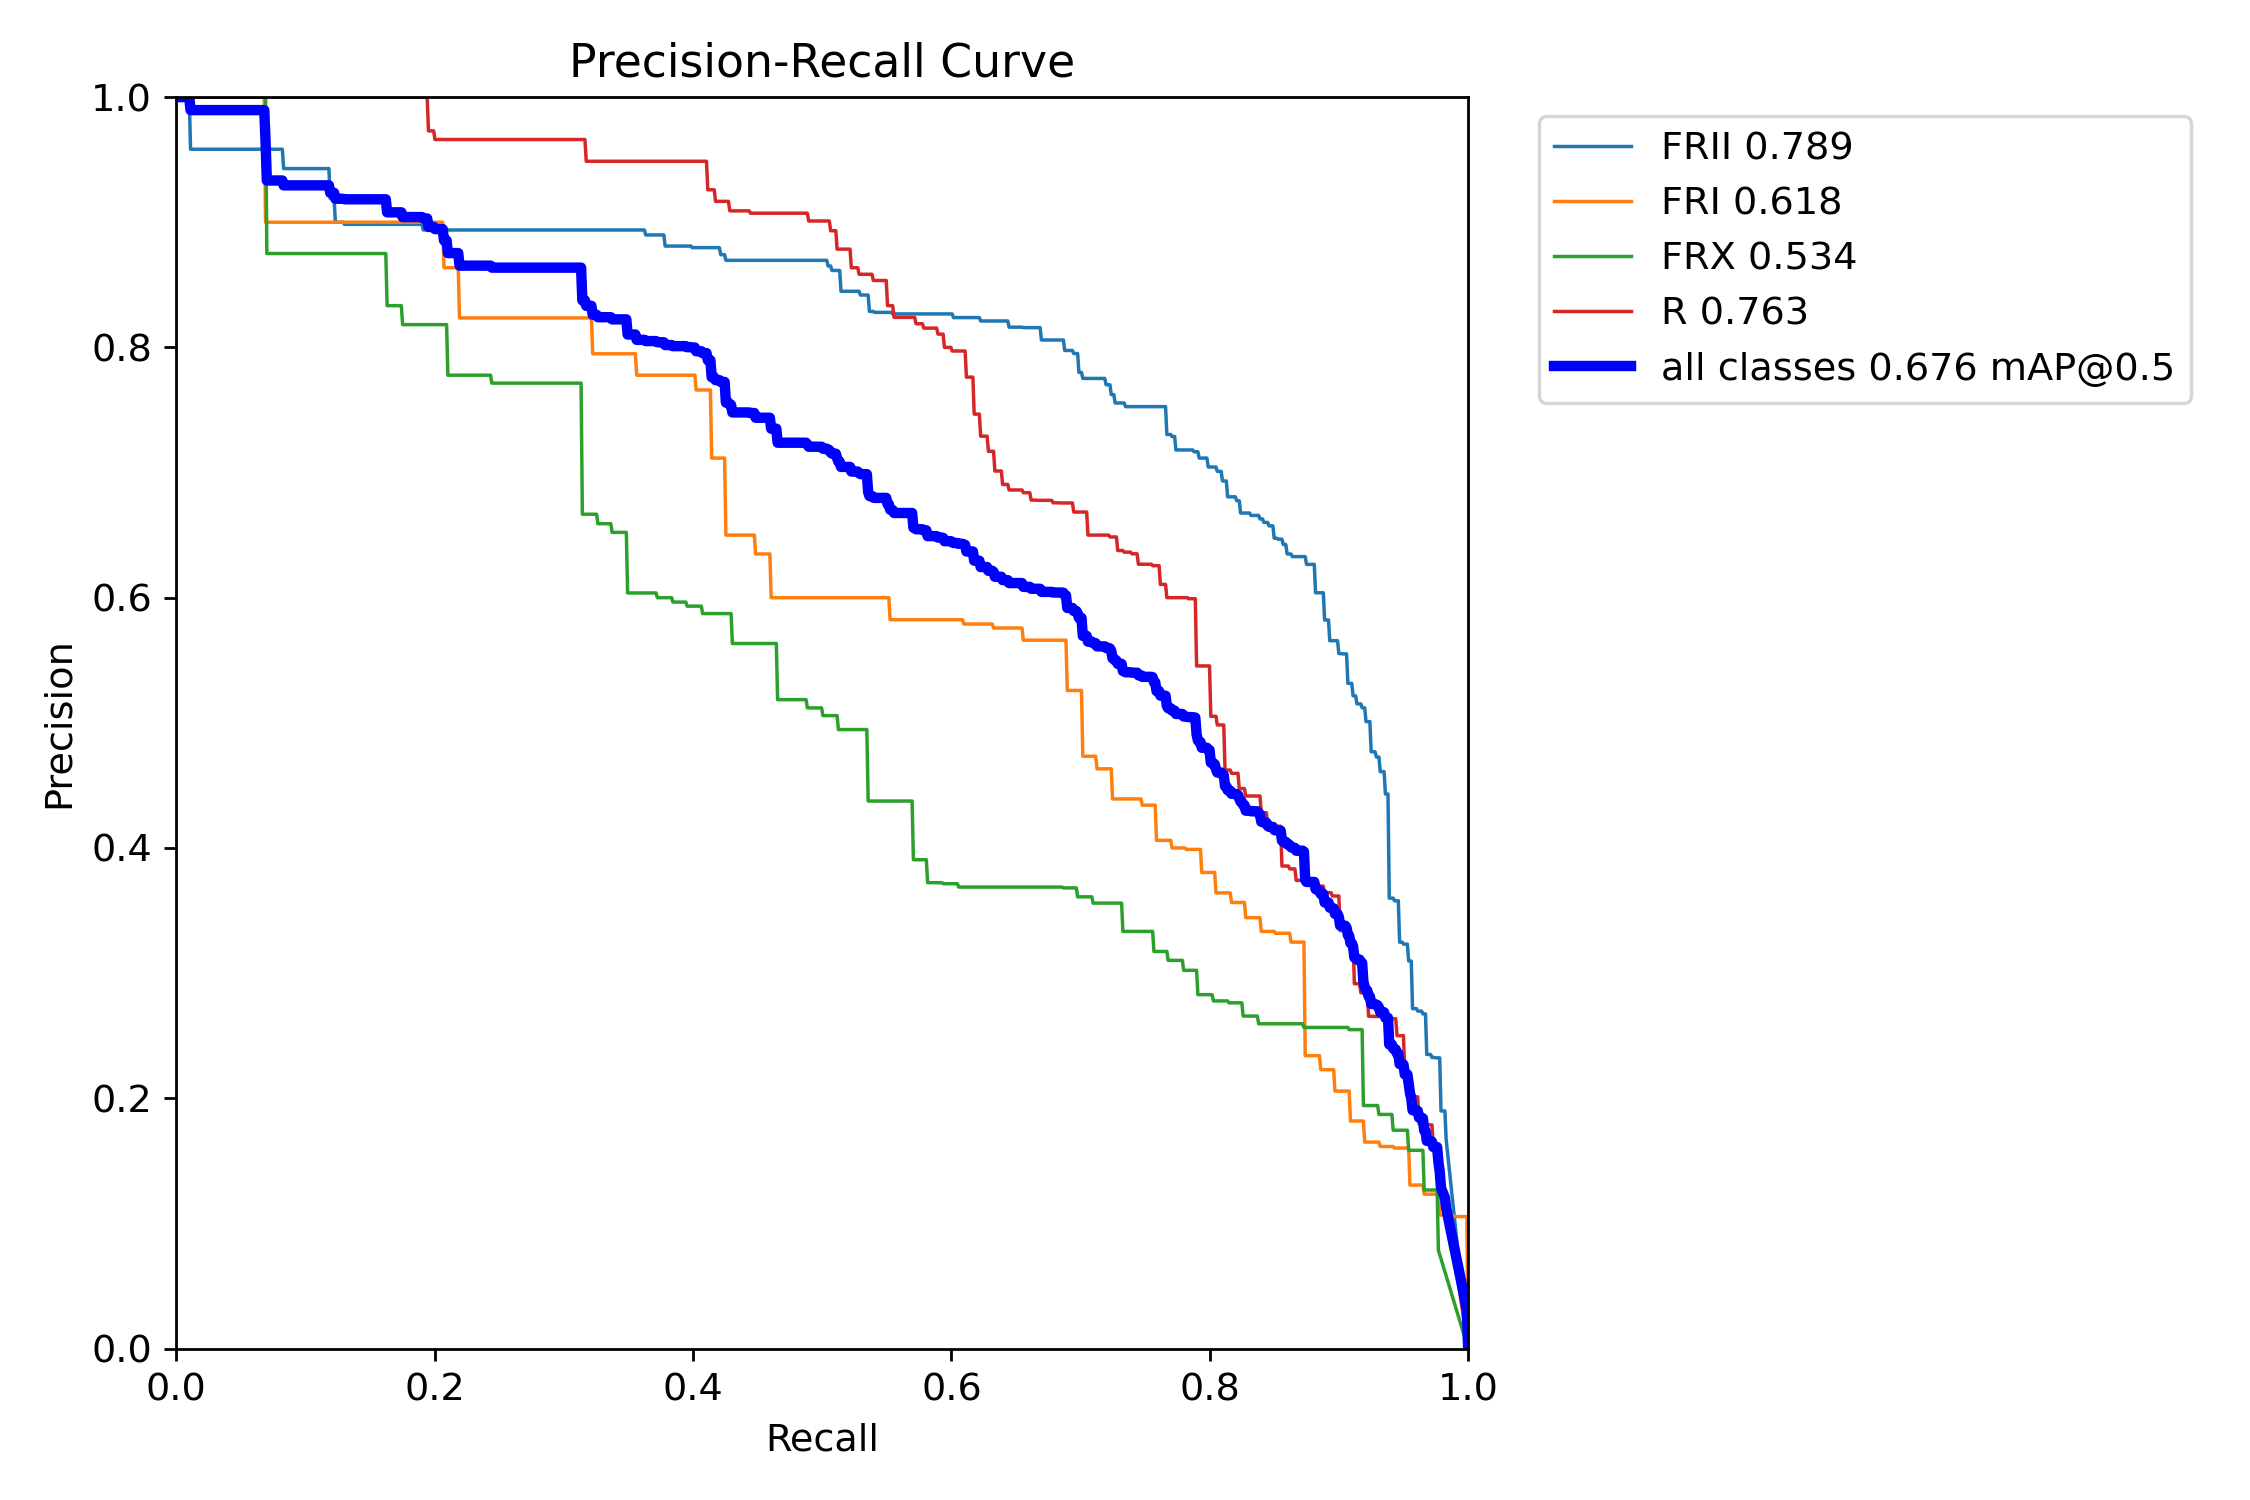 Precision-Recall Curve
1.0
0.8
0.6
0.4
0.2
0.0
Precision
0.0 0.2 0.4 0.6 0.8 1.0
Recall
FRII 0.789
FRI 0.618
FRX 0.534
R 0.763
all classes 0.676 mAP@0.5